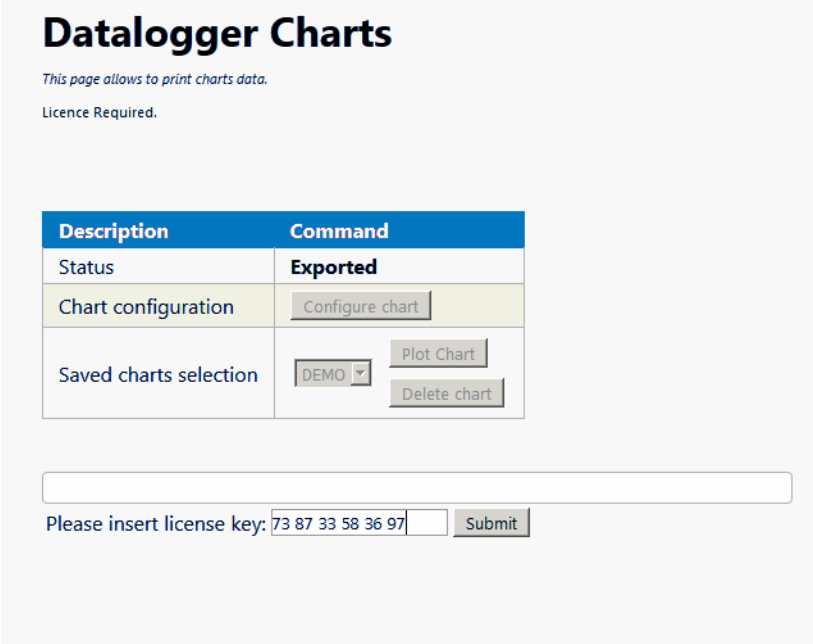 Datalogger Charts
This page allows to print charts data.
Licence Required.
Description Command
Status Exported
Chart configuration Configure chart
Saved charts selection DEMO Plot Chart
Delete chart
Please insert license key: 73 87 33 58 36 97 Submit